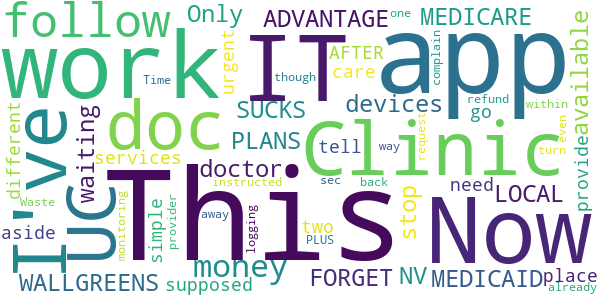 follow
work
IT
app
Only
ADVANTAGE
MEDICARE
one
AFTER
urgent
care
though
Time
complain
available
I've
UC
doc
Clinic
SUCKS
devices
go
refund
within
different
waiting
PLANS
tell
way
request
even
provide
services
doctor
This
Now
sec
back
need
turn
Waste
instructed
stop
LOCAL
aside
monitoring
simple
provider
away
logging
two
PLUS
money
FORGET
NV
MEDICAID
place
already
WALLGREENS
supposed